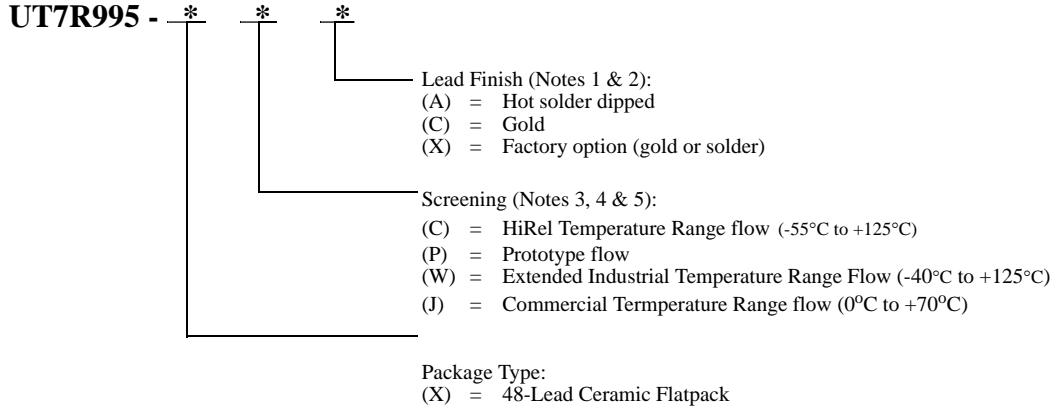 UT7R995 - * * *
Lead Finish (Notes 1 & 2):
(A) = Hot solder dipped
(C) = Gold
(X) = Factory option (gold or solder)
Screening (Notes 3, 4 & 5):
(C) = HiRel Temperature Range flow (-55°C to +125°C)
(P) = Prototype flow
(W) = Extended Industrial Temperature Range Flow (-40°C to +125°C)
(J) = Commercial Termperature Range flow (0°C to +70°C)
Package Type:
(X) = 48-Lead Ceramic Flatpack